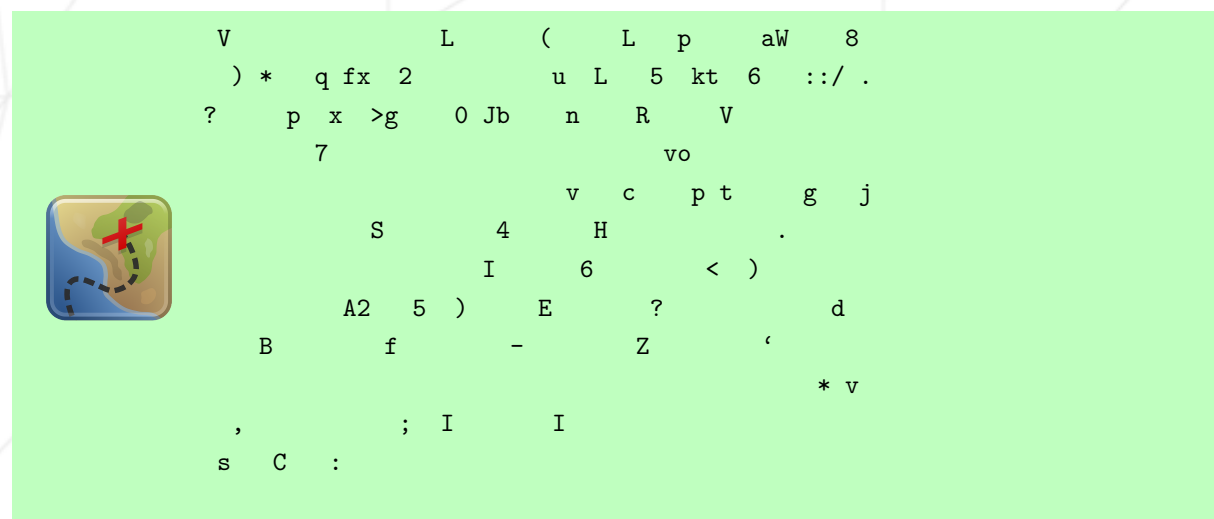 V L ( L p aW 8
) * q fx 2 u L 5 kt 6 ::/ .
? p x >g 0 Jb n R V
7 vo
v c p t g j
S 4 H .
I 6 < )
A2 5 ) E ? d
B f - Z ‘
* v
, ; I I
s C :